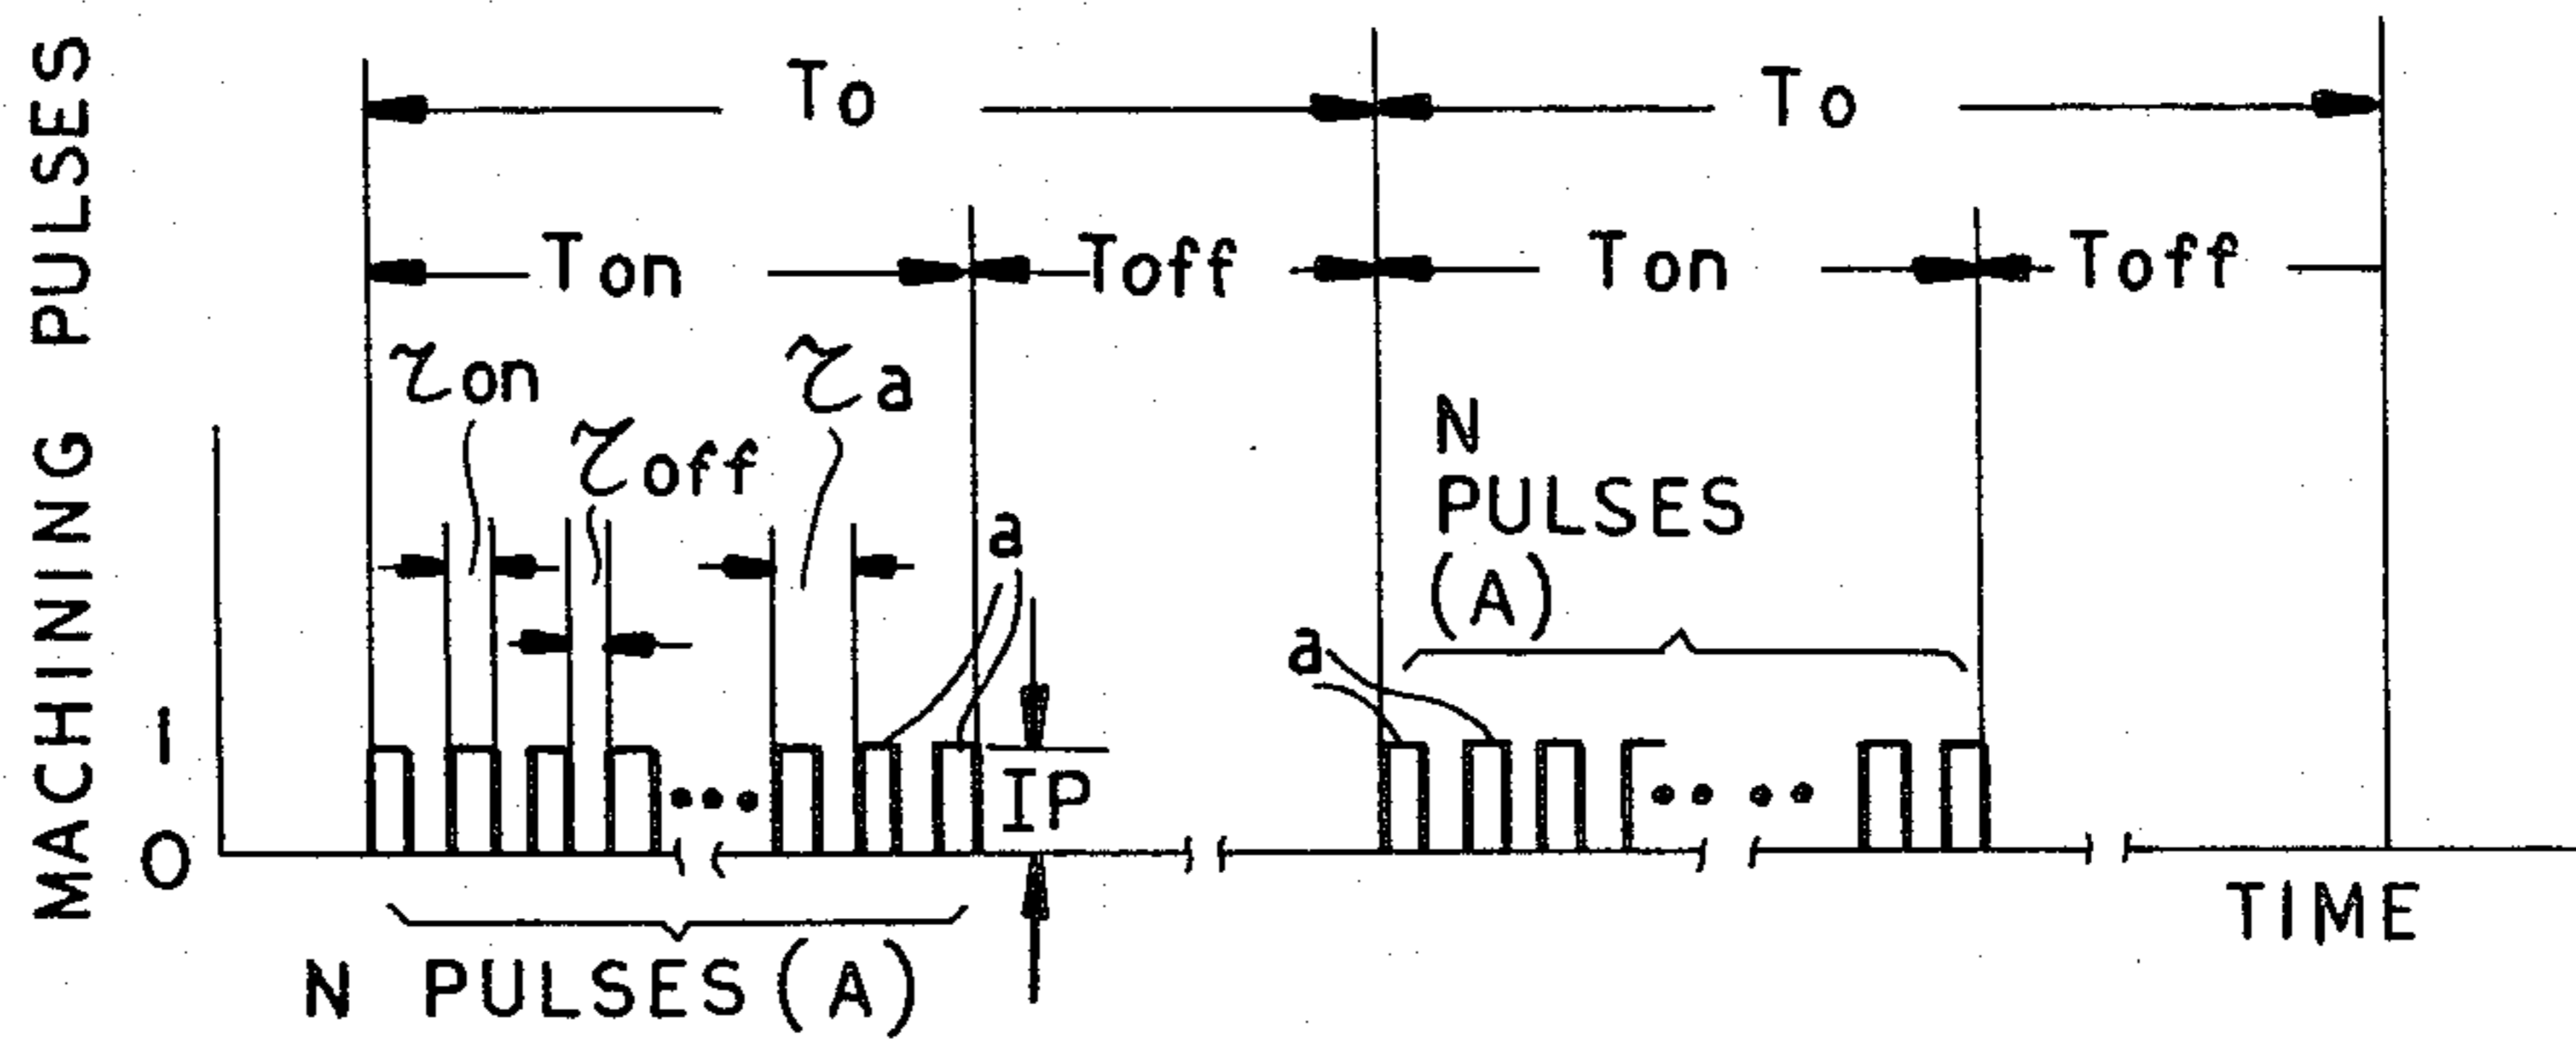 MACHINING PULSES
To
To
Ton
Toff
Ton
Toff
τon
τa
τoff
a
N
PULSES
(A)
a
1
IP
0
TIME
N PULSES (A)